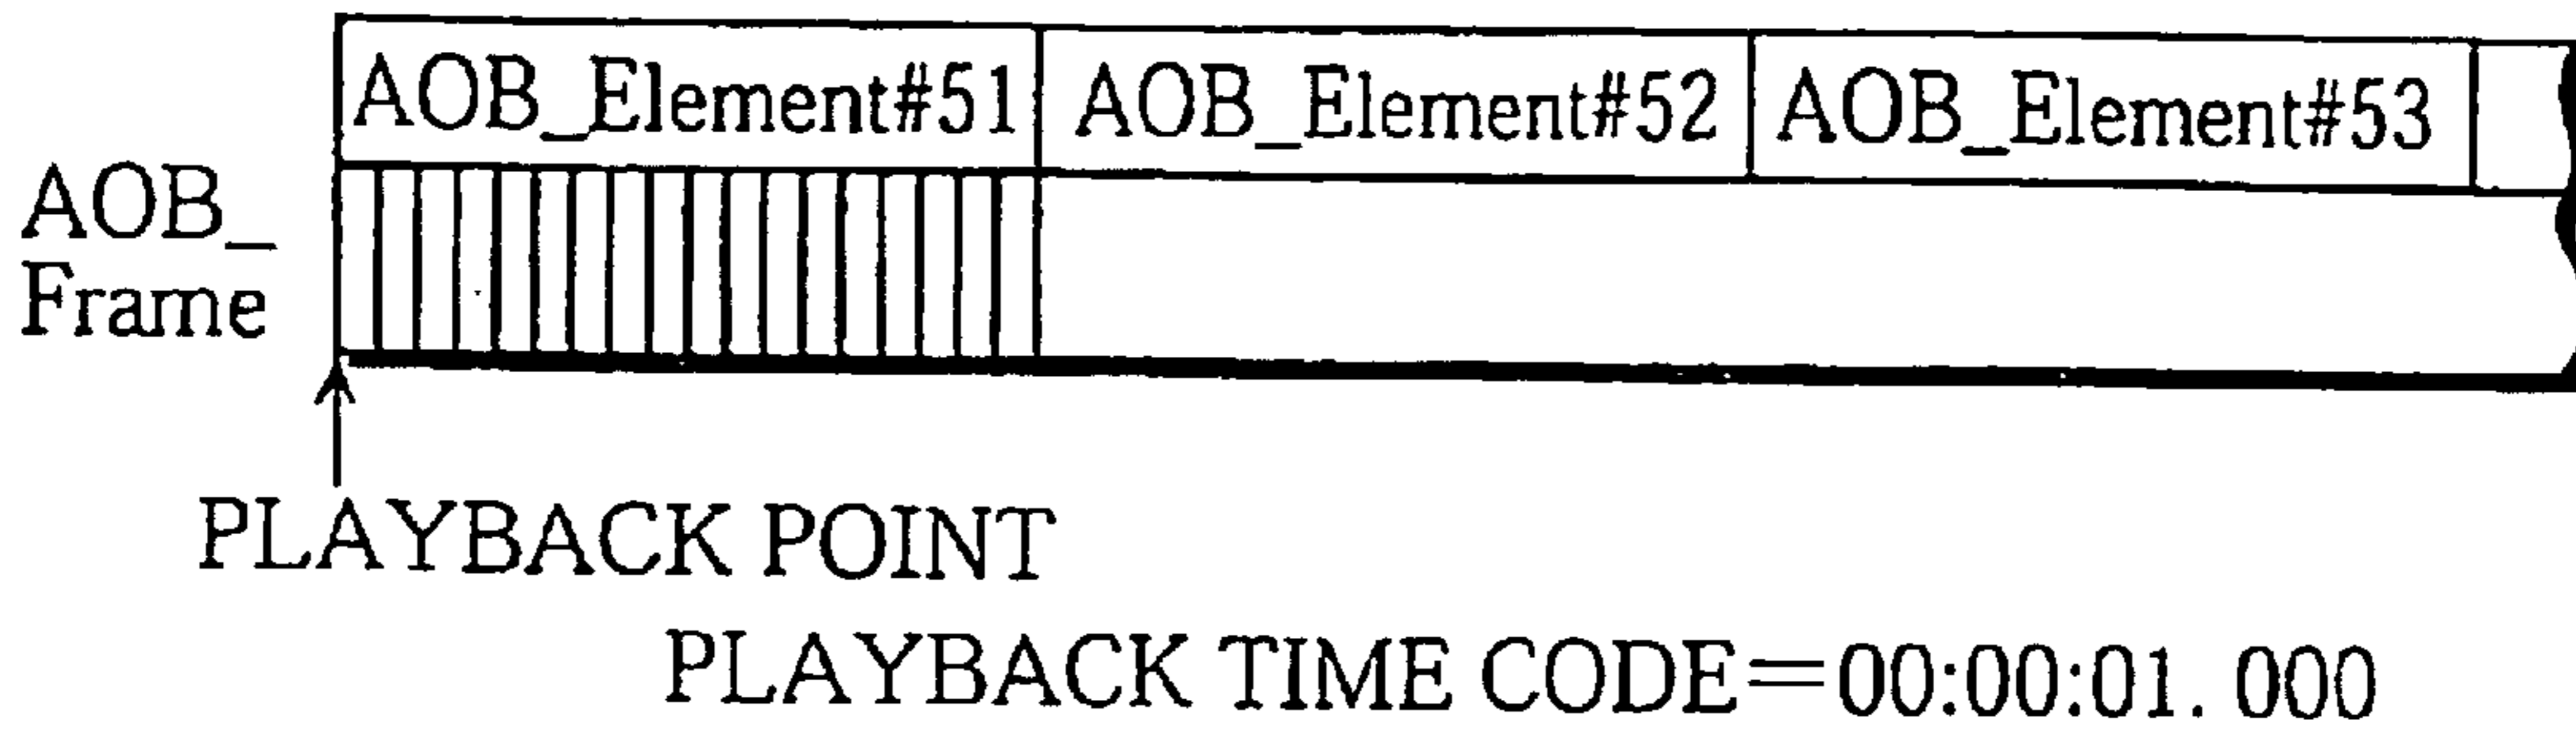 AOB_Element#51 AOB_Element#52 AOB_Element#53
AOB_
Frame
PLAYBACK POINT
PLAYBACK TIME CODE=00:00:01. 000